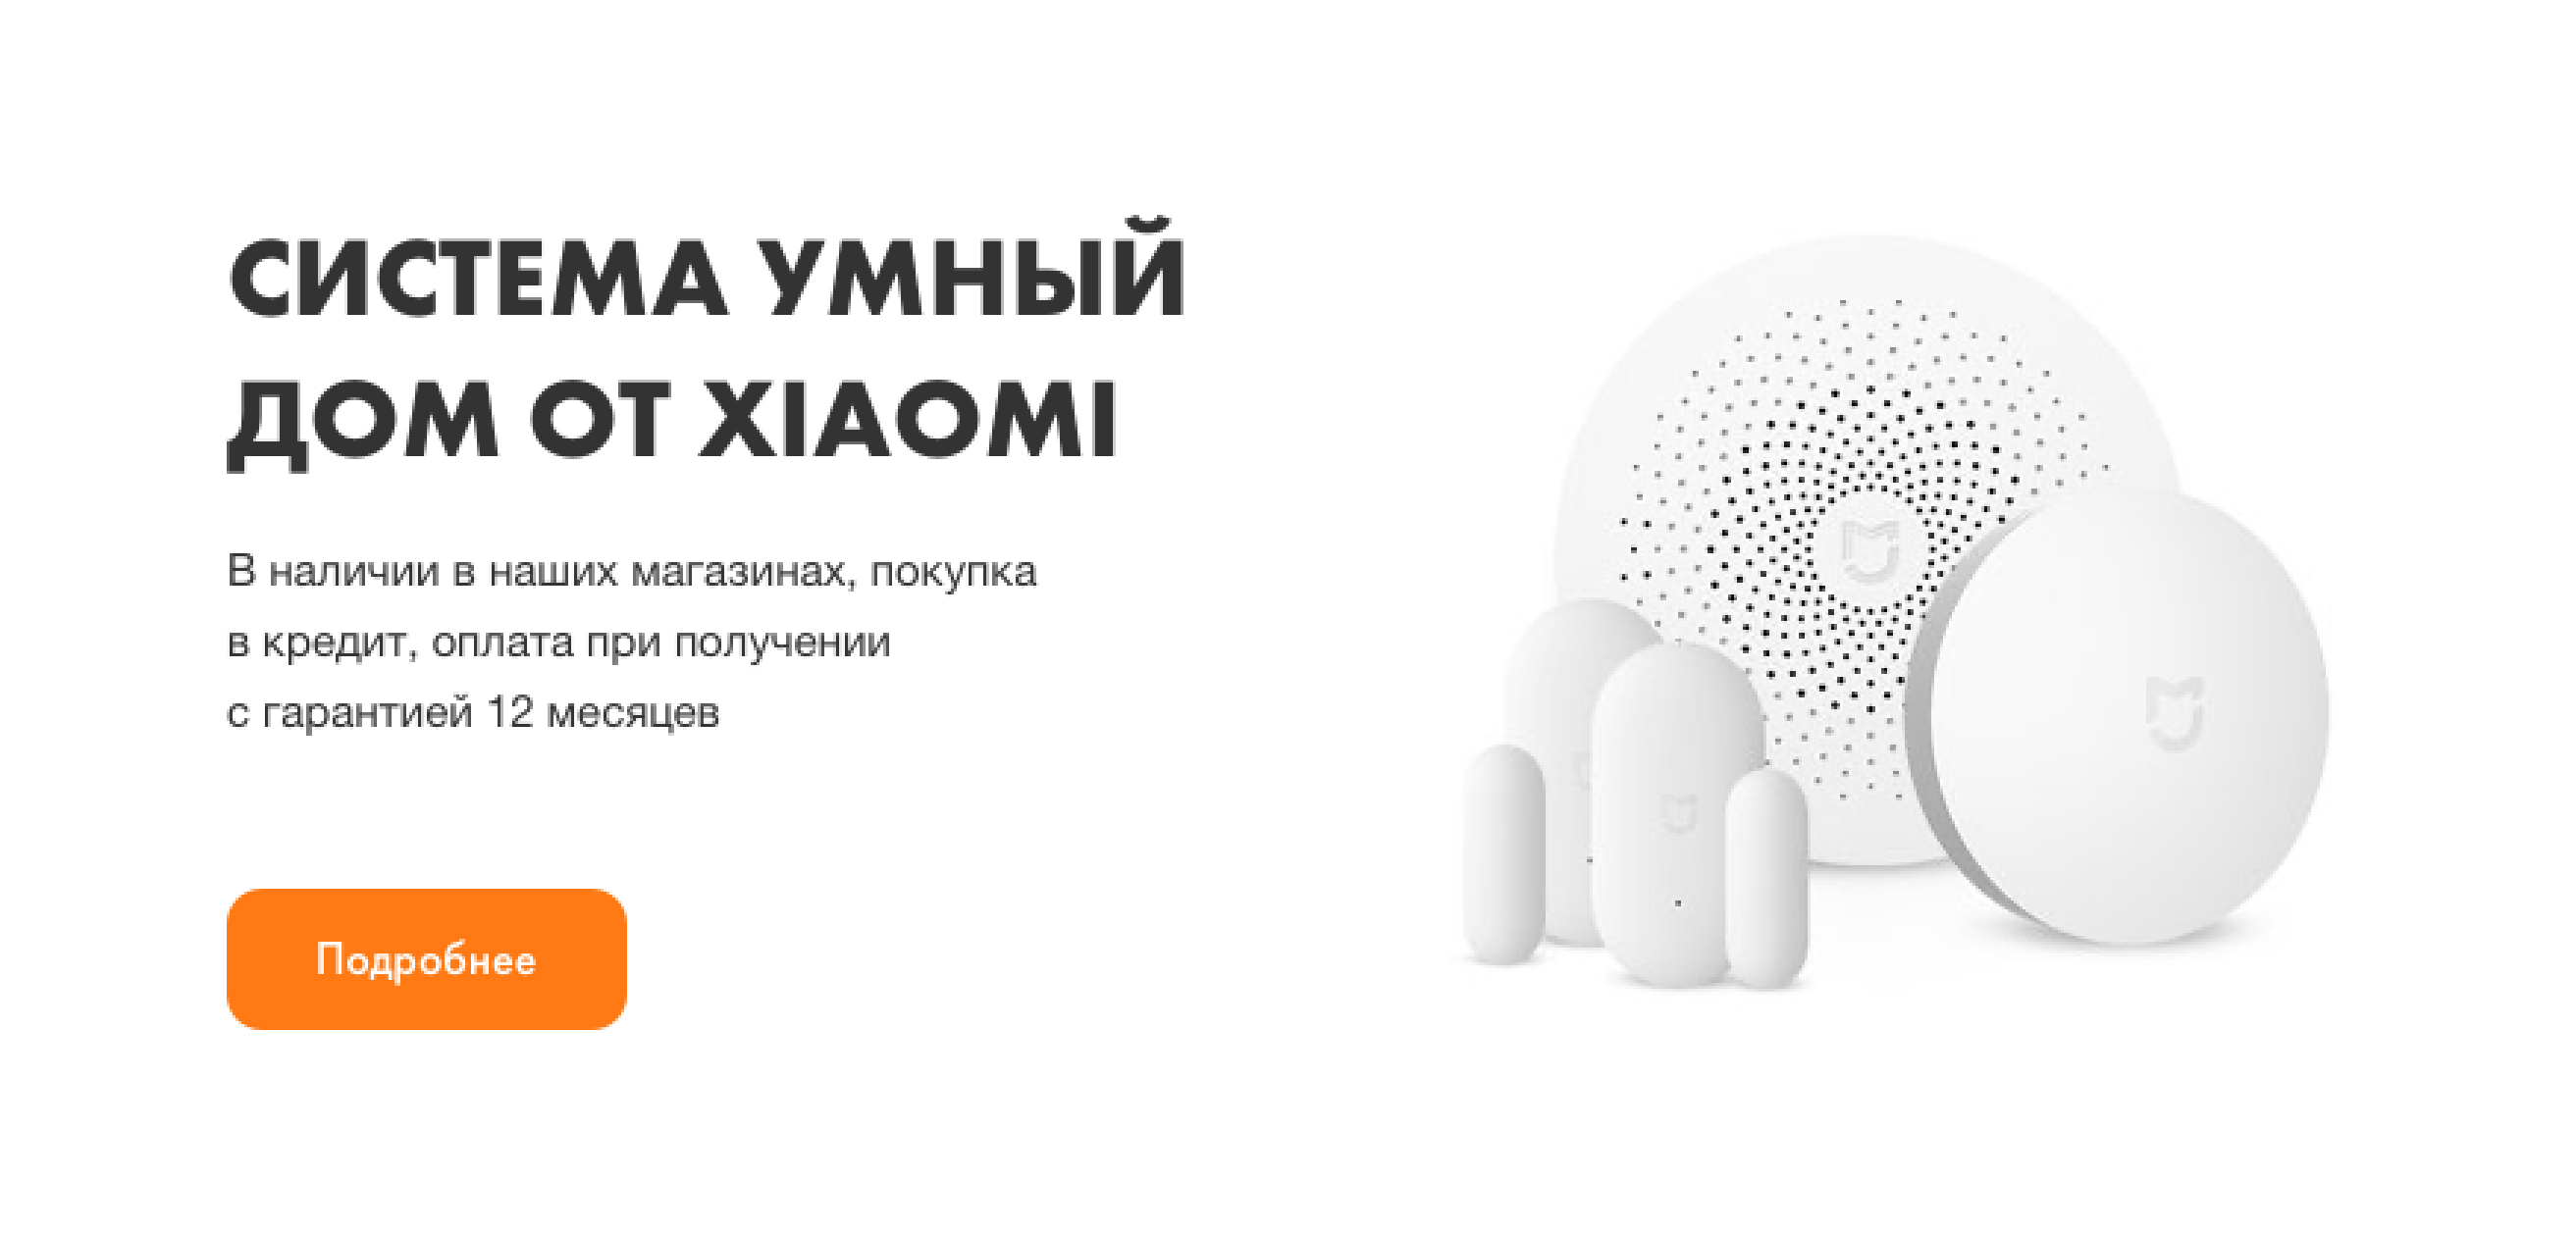 СИСТЕМА УМНЫЙ
ДОМ ОТ XIAOMI
В наличии в наших магазинах, покупка
в кредит, оплата при получении
с гарантией 12 месяцев
Подробнее